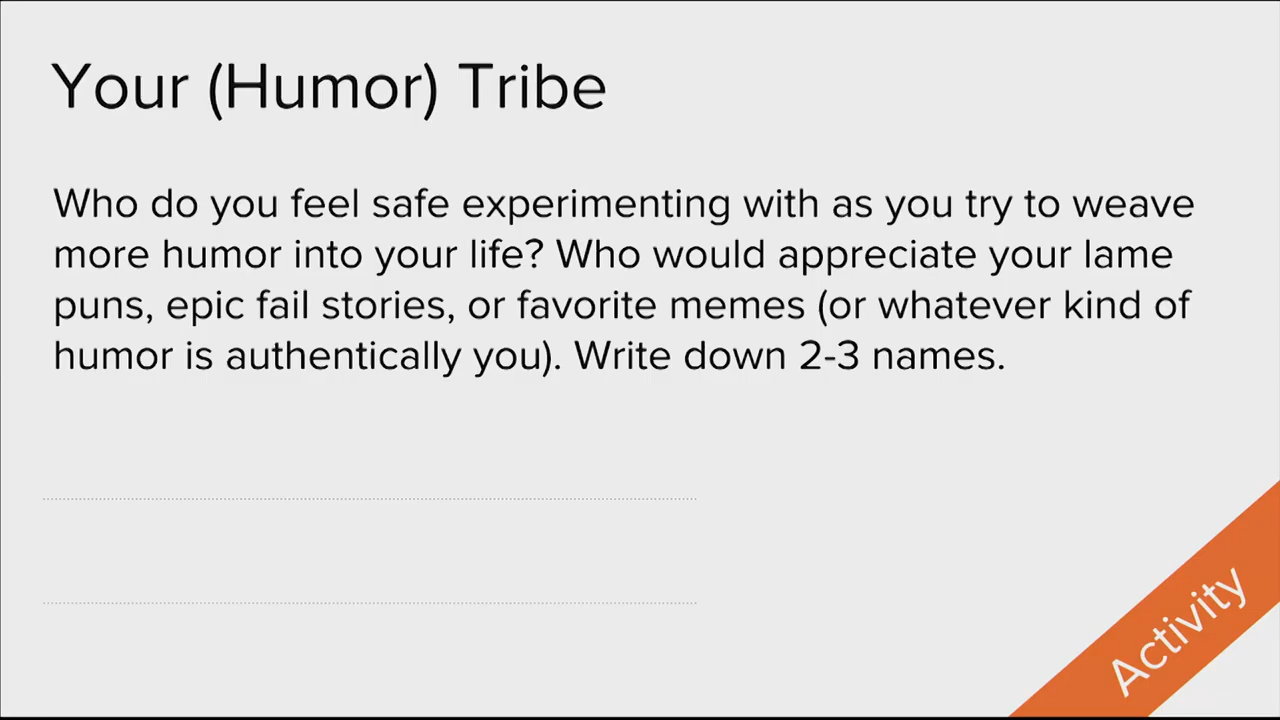 Your (Humor) Tribe
Who do you feel safe experimenting with as you try to weave
more humor into your life? Who would appreciate your lame
puns, epic fail stories, or favorite memes (or whatever kind of
humor is authentically you). Write down 2-3 names.
Activity